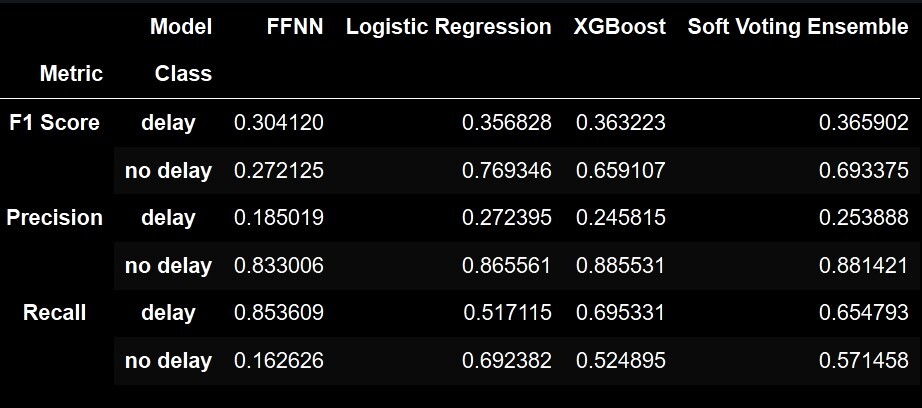 Model FFNN Logistic Regression XGBoost Soft Voting Ensemble
Metric Class
F1 Score delay 0.304120 0.356828 0.363223 0.365902
no delay 0.272125 0.769346 0.659107 0.693375
Precision delay 0.185019 0.272395 0.245815 0.253888
no delay 0.833006 0.865561 0.885531 0.881421
Recall delay 0.853609 0.517115 0.695331 0.654793
no delay 0.162626 0.692382 0.524895 0.571458